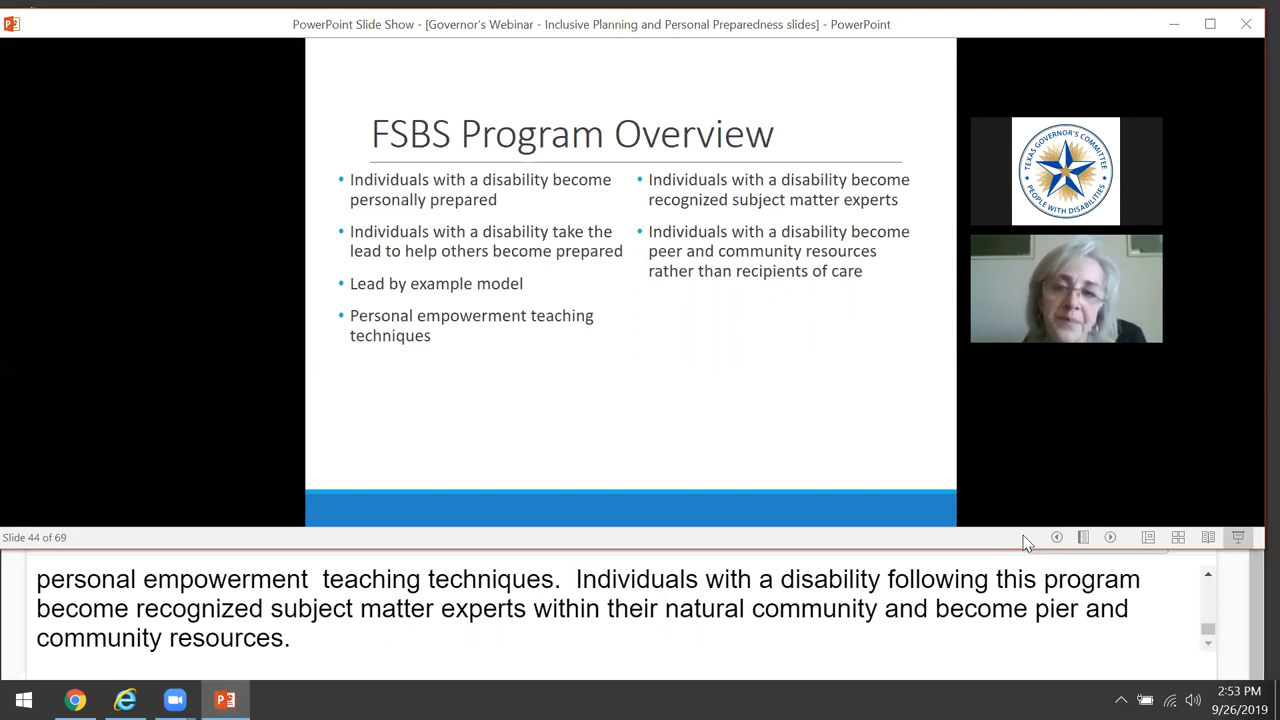 PowerPoint Slide Show - [Governor's Webinar - Inclusive Planning and Personal Preparedness slides] - PowerPoint
FSBS Program Overview
• Individuals with a disability become
personally prepared
• Individuals with a disability take the
lead to help others become prepared
• Lead by example model
• Personal empowerment teaching
techniques
• Individuals with a disability become
recognized subject matter experts
• Individuals with a disability become
peer and community resources
rather than recipients of care
TEXAS GOVERNOR'S COMMITTEE
PEOPLE WITH DISABILITIES
Slide 44 of 69
personal empowerment  teaching techniques.  Individuals with a disability following this program
become recognized subject matter experts within their natural community and become pier and
community resources.
2:53 PM
9/26/2019